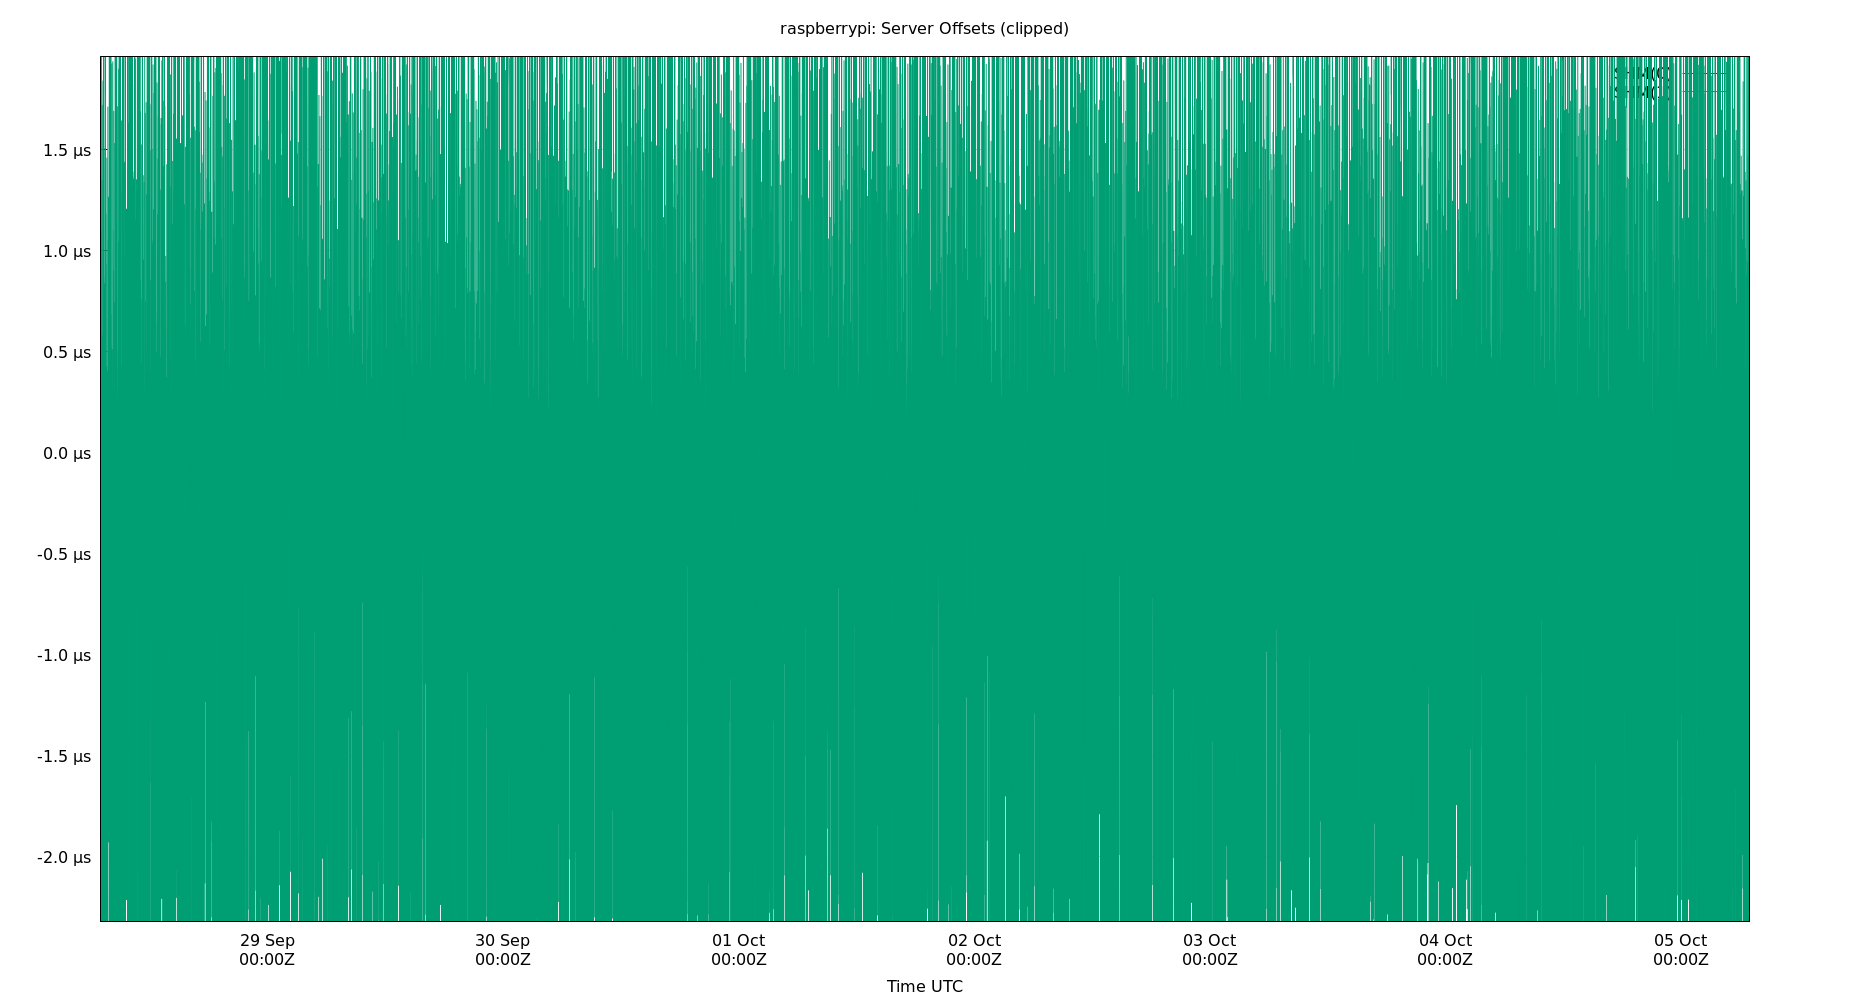 raspberrypi: Server Offsets (clipped)
SHM(0)
1.5 µs
1.0 µs
0.5 µs
0.0 µs
-0.5 µs
-1.0 µs
-1.5 µs
-2.0 µs
29 Sep 30 Sep 01 Oct 02 Oct 03 Oct 04 Oct 05 Oct
00:00Z 00:00Z 00:00Z 00:00Z 00:00Z 00:00Z 00:00Z
Time UTC